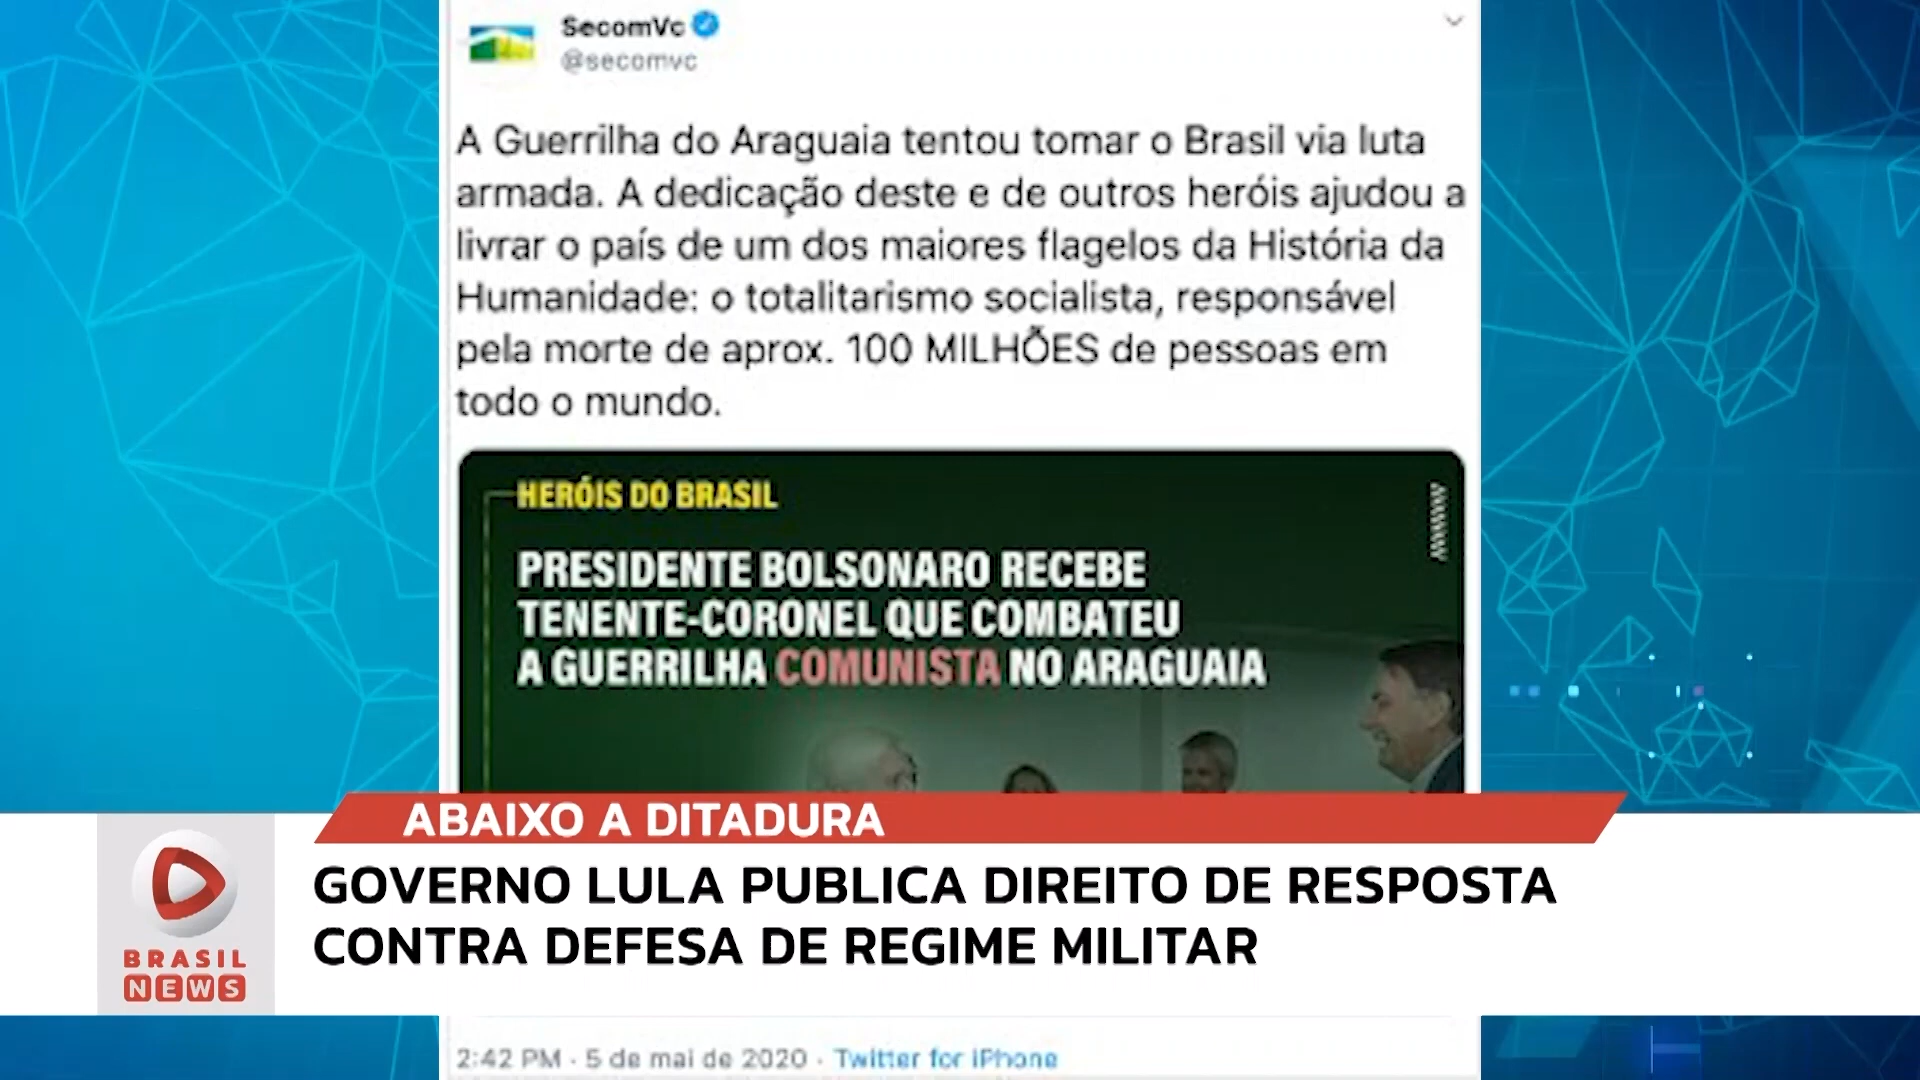 SecomVc
@secomvc
A Guerrilha do Araguaia tentou tomar o Brasil via luta
armada. A dedicação deste e de outros heróis ajudou a
livrar o país de um dos maiores flagelos da História da
Humanidade: o totalitarismo socialista, responsável
pela morte de aprox. 100 MILHÕES de pessoas em
todo o mundo.
HERÓIS DO BRASIL
PRESIDENTE BOLSONARO RECEBE
TENENTE-CORONEL QUE COMBATEU
A GUERRILHA COMUNISTA NO ARAGUAIA
ABAIXO A DITADURA
GOVERNO LULA PUBLICA DIREITO DE RESPOSTA
CONTRA DEFESA DE REGIME MILITAR
BRASIL
NEWS
2:42 PM · 5 de mai de 2020 · Twitter for iPhone